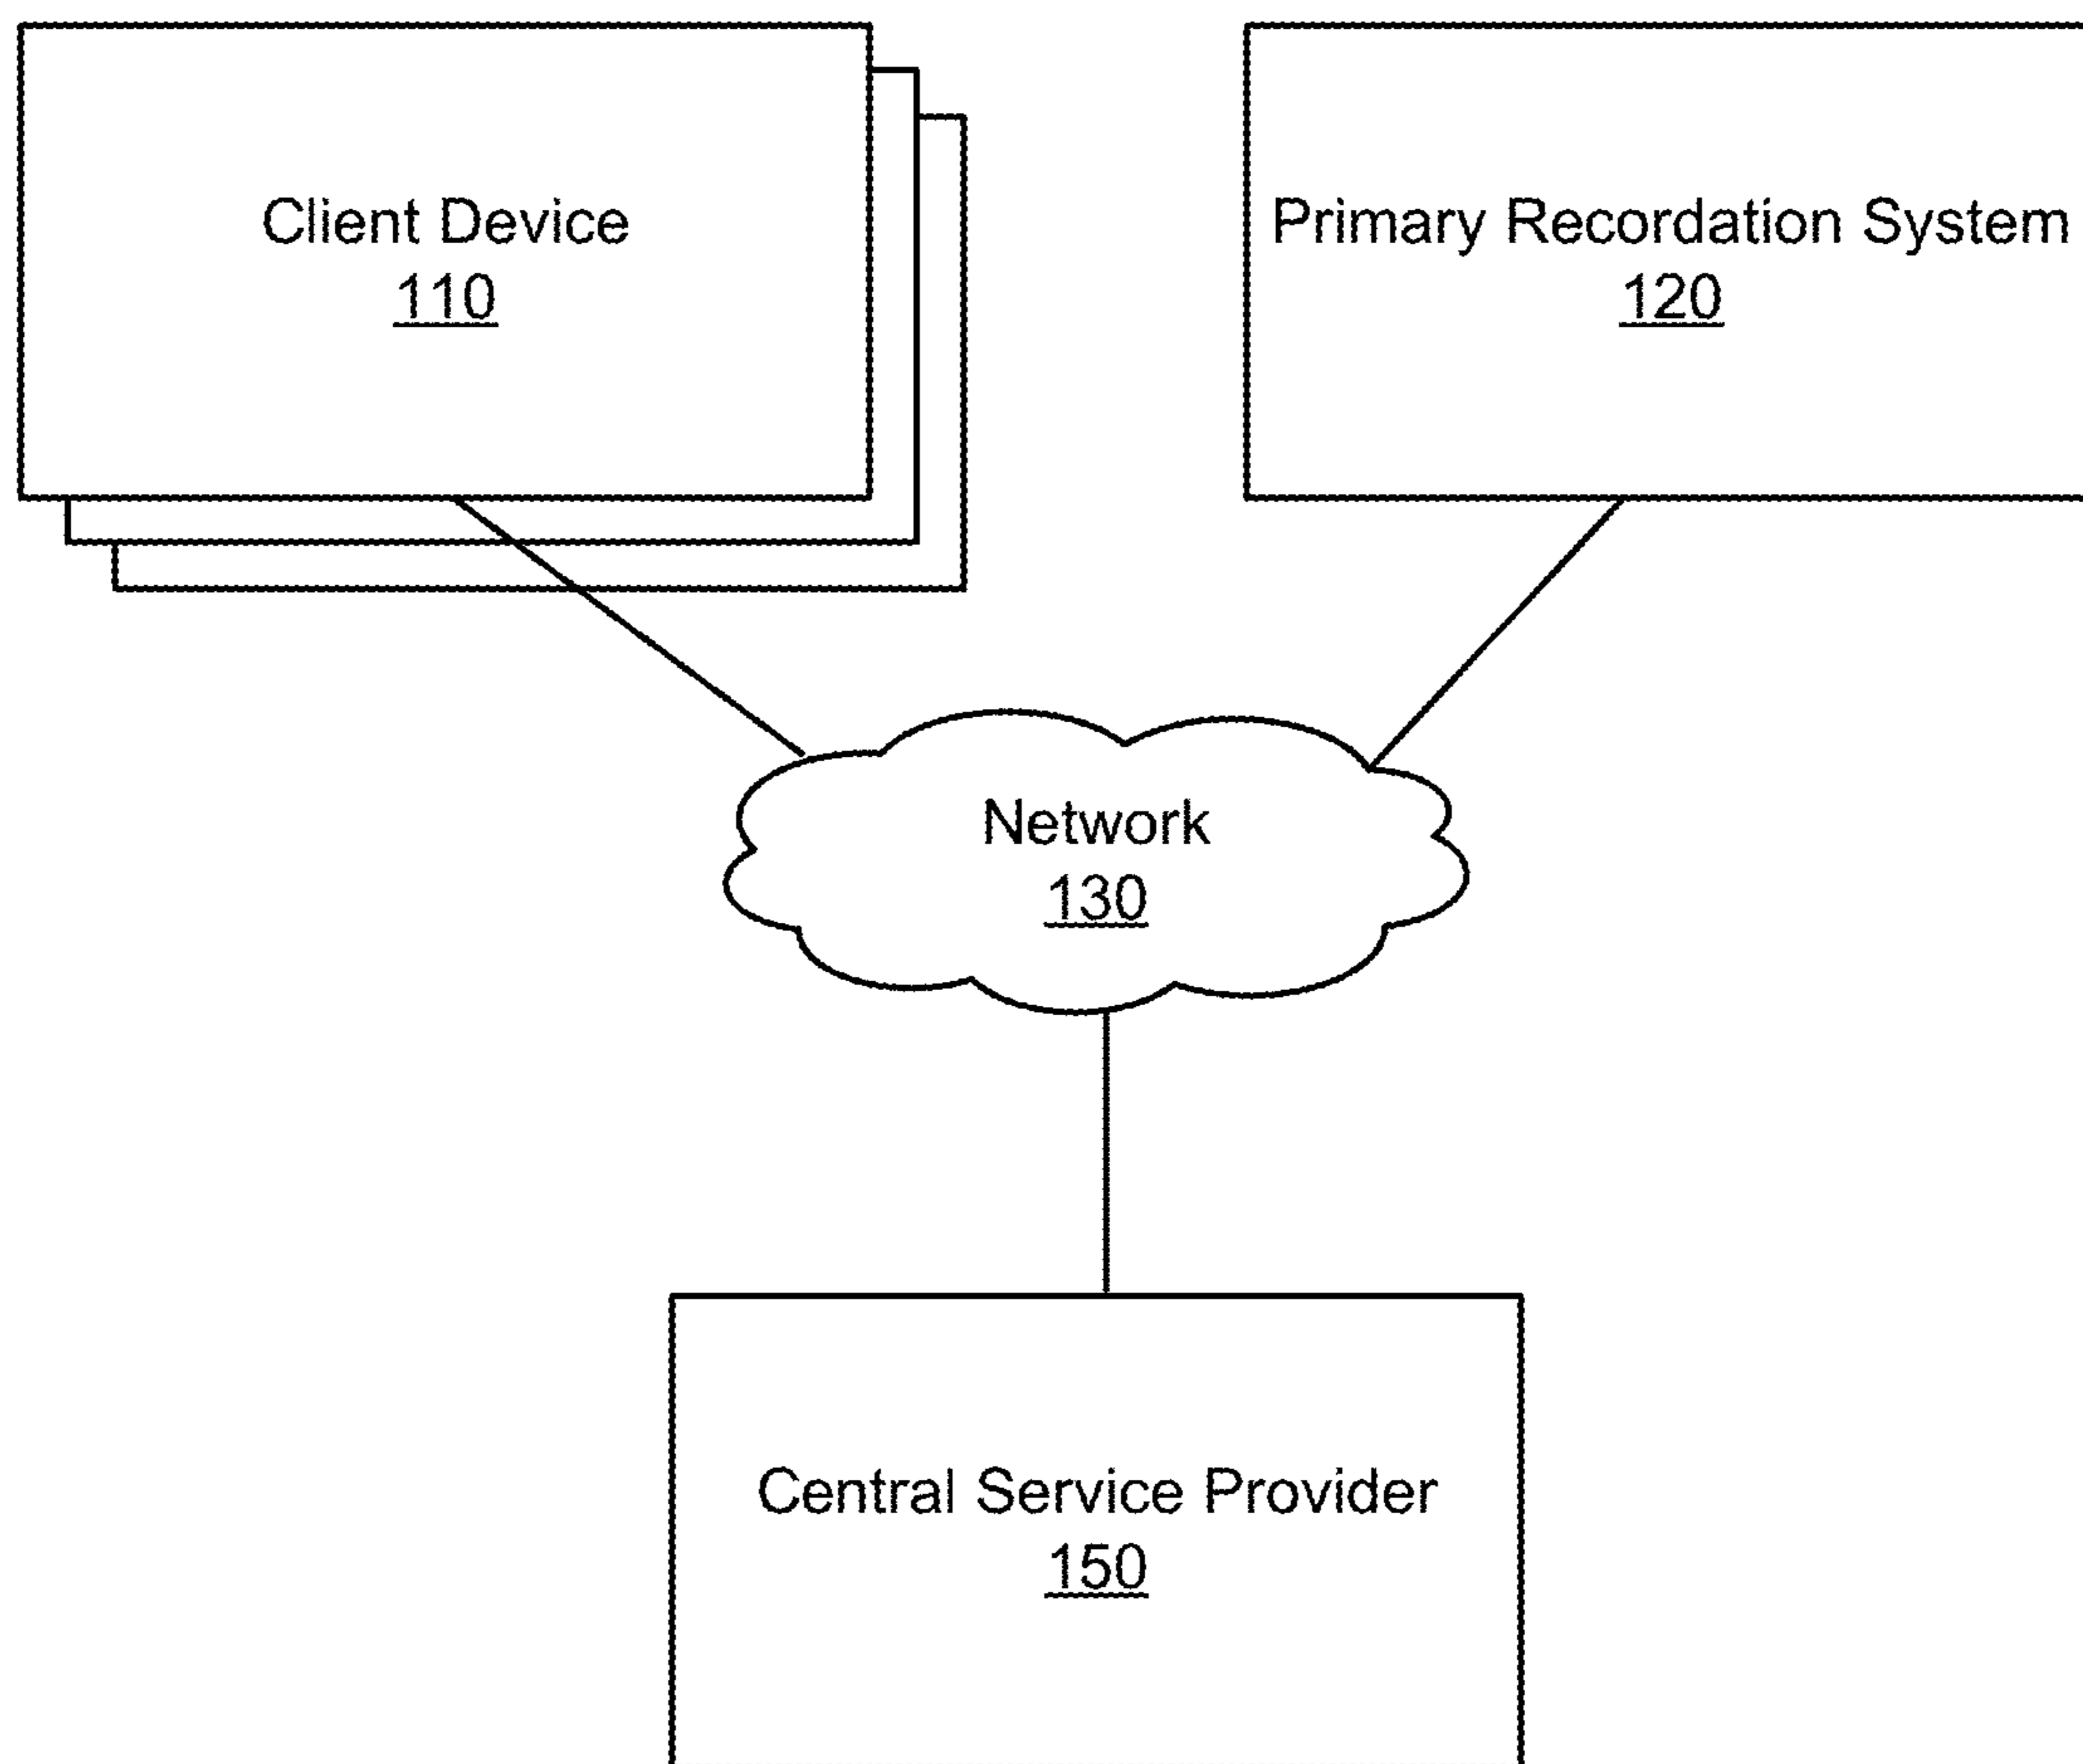 Client Device
110
Primary Recordation System
120
Network
130
Central Service Provider
150